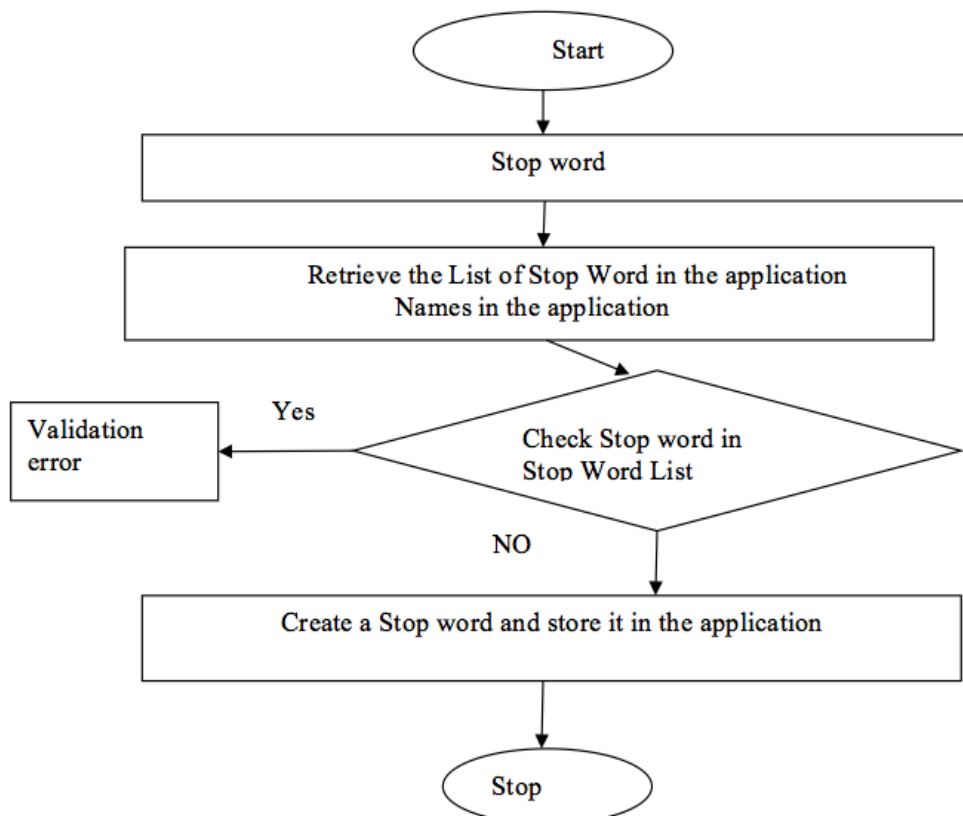 Start
Stop word
Retrieve the List of Stop Word in the application
Names in the application
Yes
Validation
error
Check Stop word in
Stop Word List
NO
Create a Stop word and store it in the application
Stop